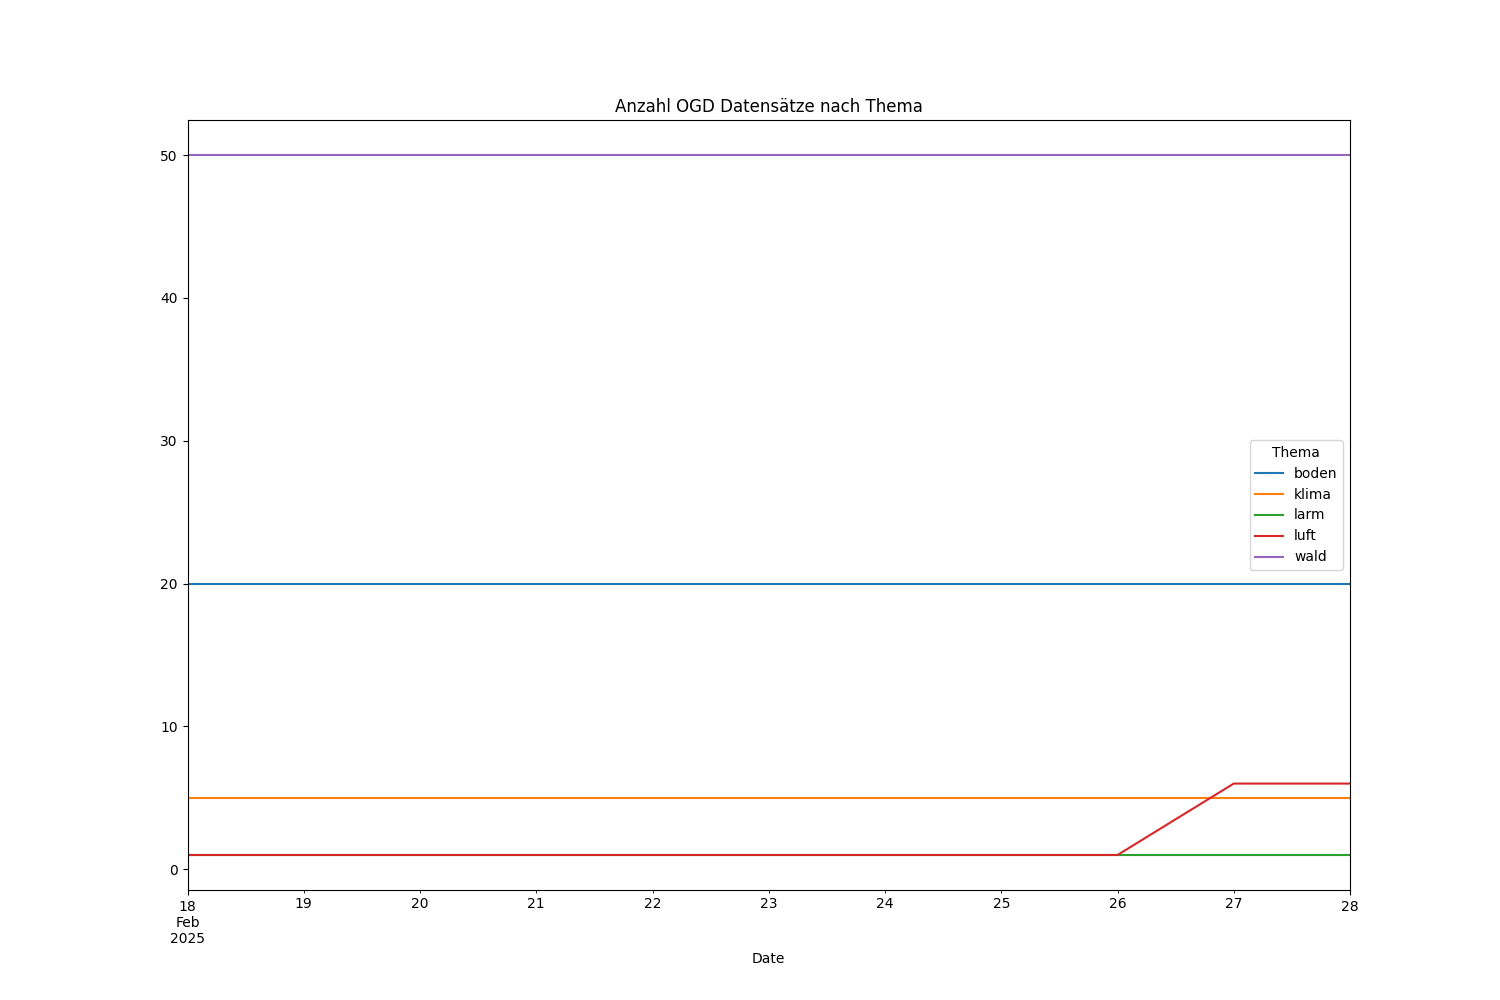 Anzahl OGD Datensätze nach Thema
50
40
30
20
10
0
Thema
boden
klima
larm
luft
wald
18 19 20 21 22 23 24 25 26 27 28
Feb
2025
Date